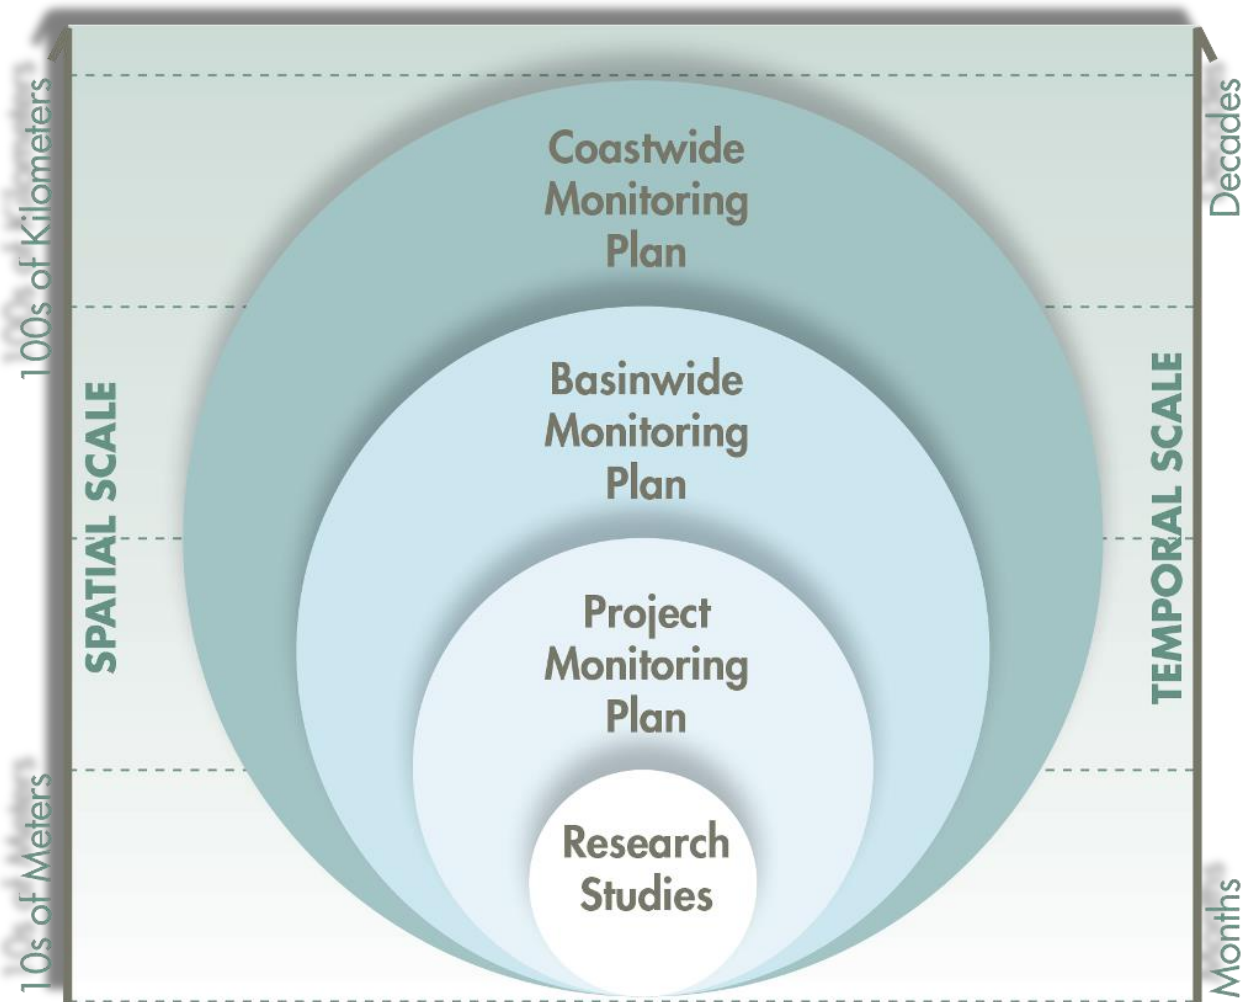 Coastwide
Monitoring
Plan
Basinwide
Monitoring
Plan
Project
Monitoring
Plan
Research
Studies
100s of Kilometers
SPATIAL SCALE
10s of Meters
Decades
TEMPORAL SCALE
Months